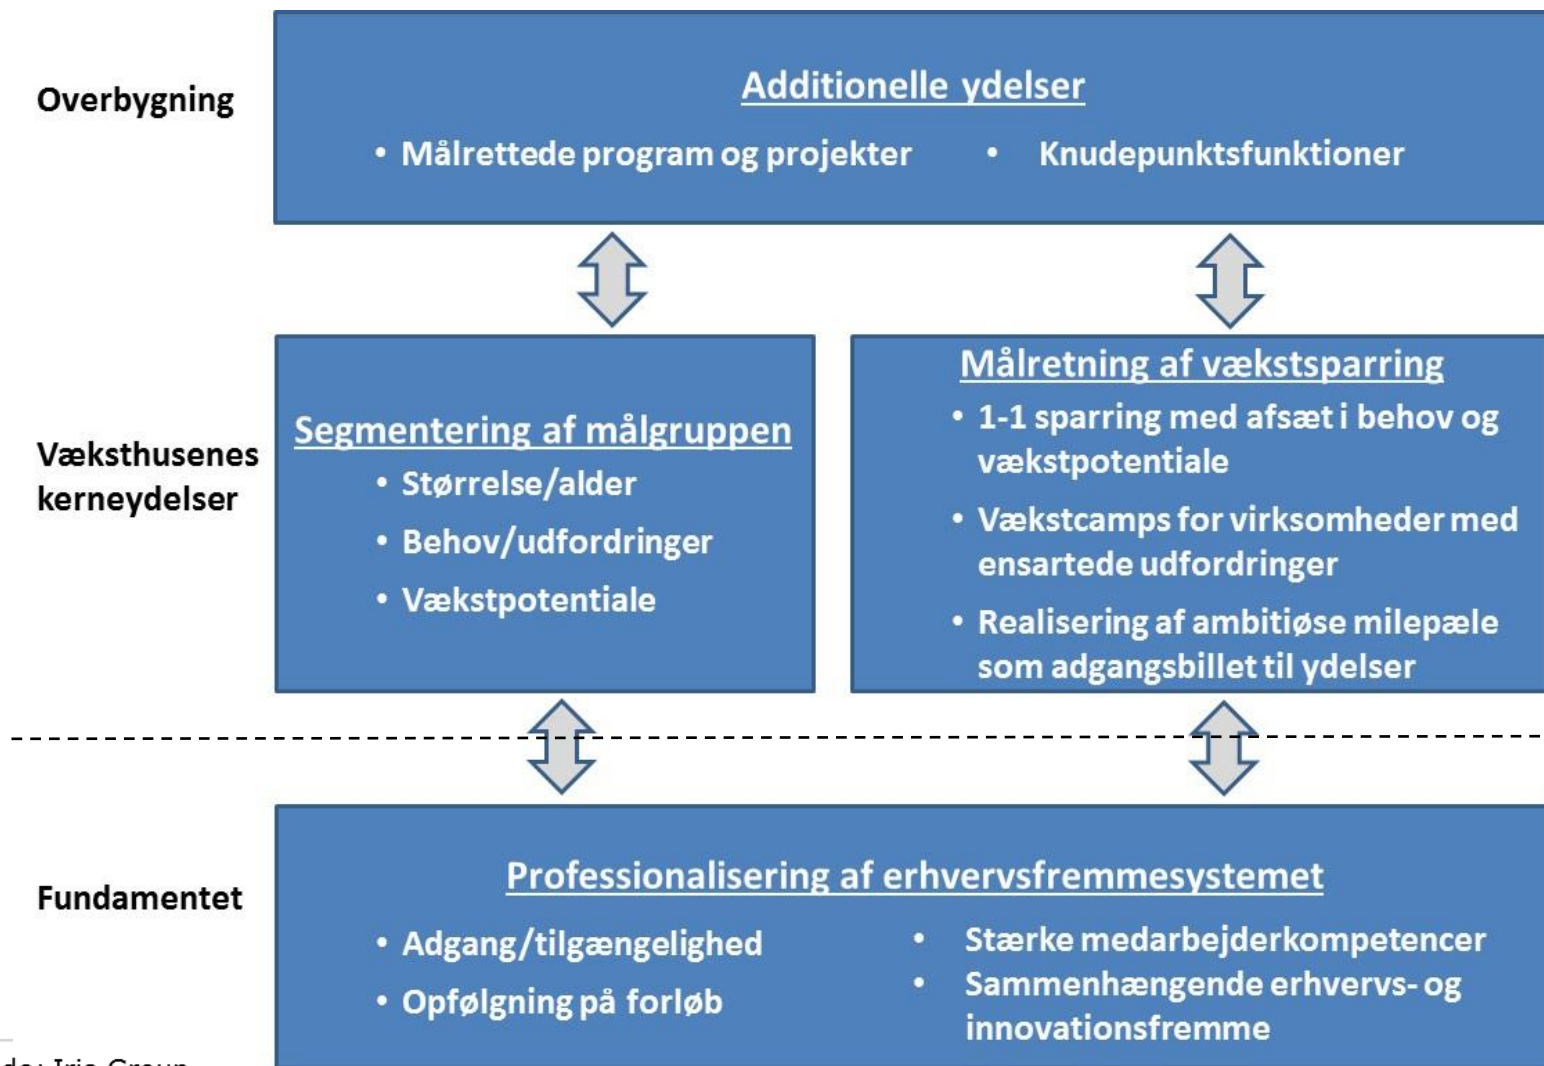 Overbygning
Additionelle ydelser
• Målrettede program og projekter
• Knudepunktsfunktioner
Væksthusenes
kerneydelser
Segmentering af målgruppen
• Størrelse/alder
• Behov/udfordringer
• Vækstpotentiale
Målretning af vækstsparring
• 1-1 sparring med afsæt i behov og
vækstpotentiale
• Vækstcamps for virksomheder med
ensartede udfordringer
• Realisering af ambitiøse milepæle
som adgangsbillet til ydelser
Fundamentet
Professionalisering af erhvervsfremmesystemet
• Adgang/tilgængelighed
• Opfølgning på forløb
• Stærke medarbejderkompetencer
• Sammenhængende erhvervs- og
innovationsfremme